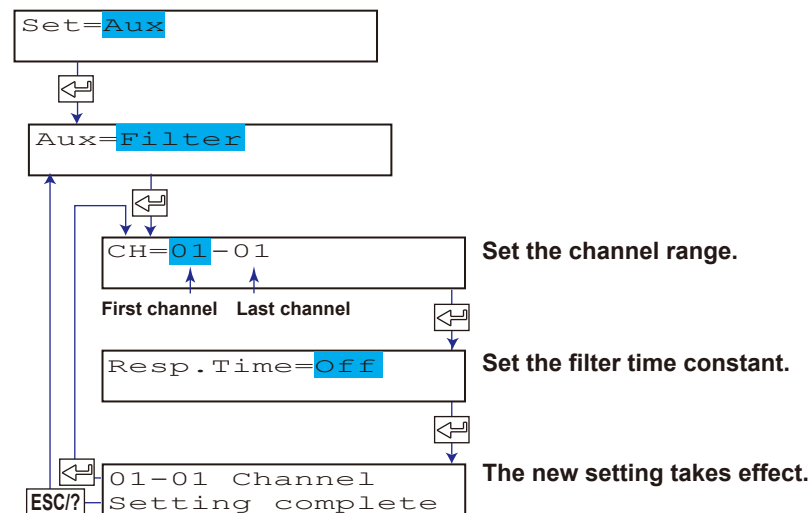 Set=Aux
Aux=Filter
CH=01-01
Set the channel range.
First channel Last channel
Resp.Time=Off
Set the filter time constant.
01-01 Channel
The new setting takes effect.
ESC/?
Setting complete